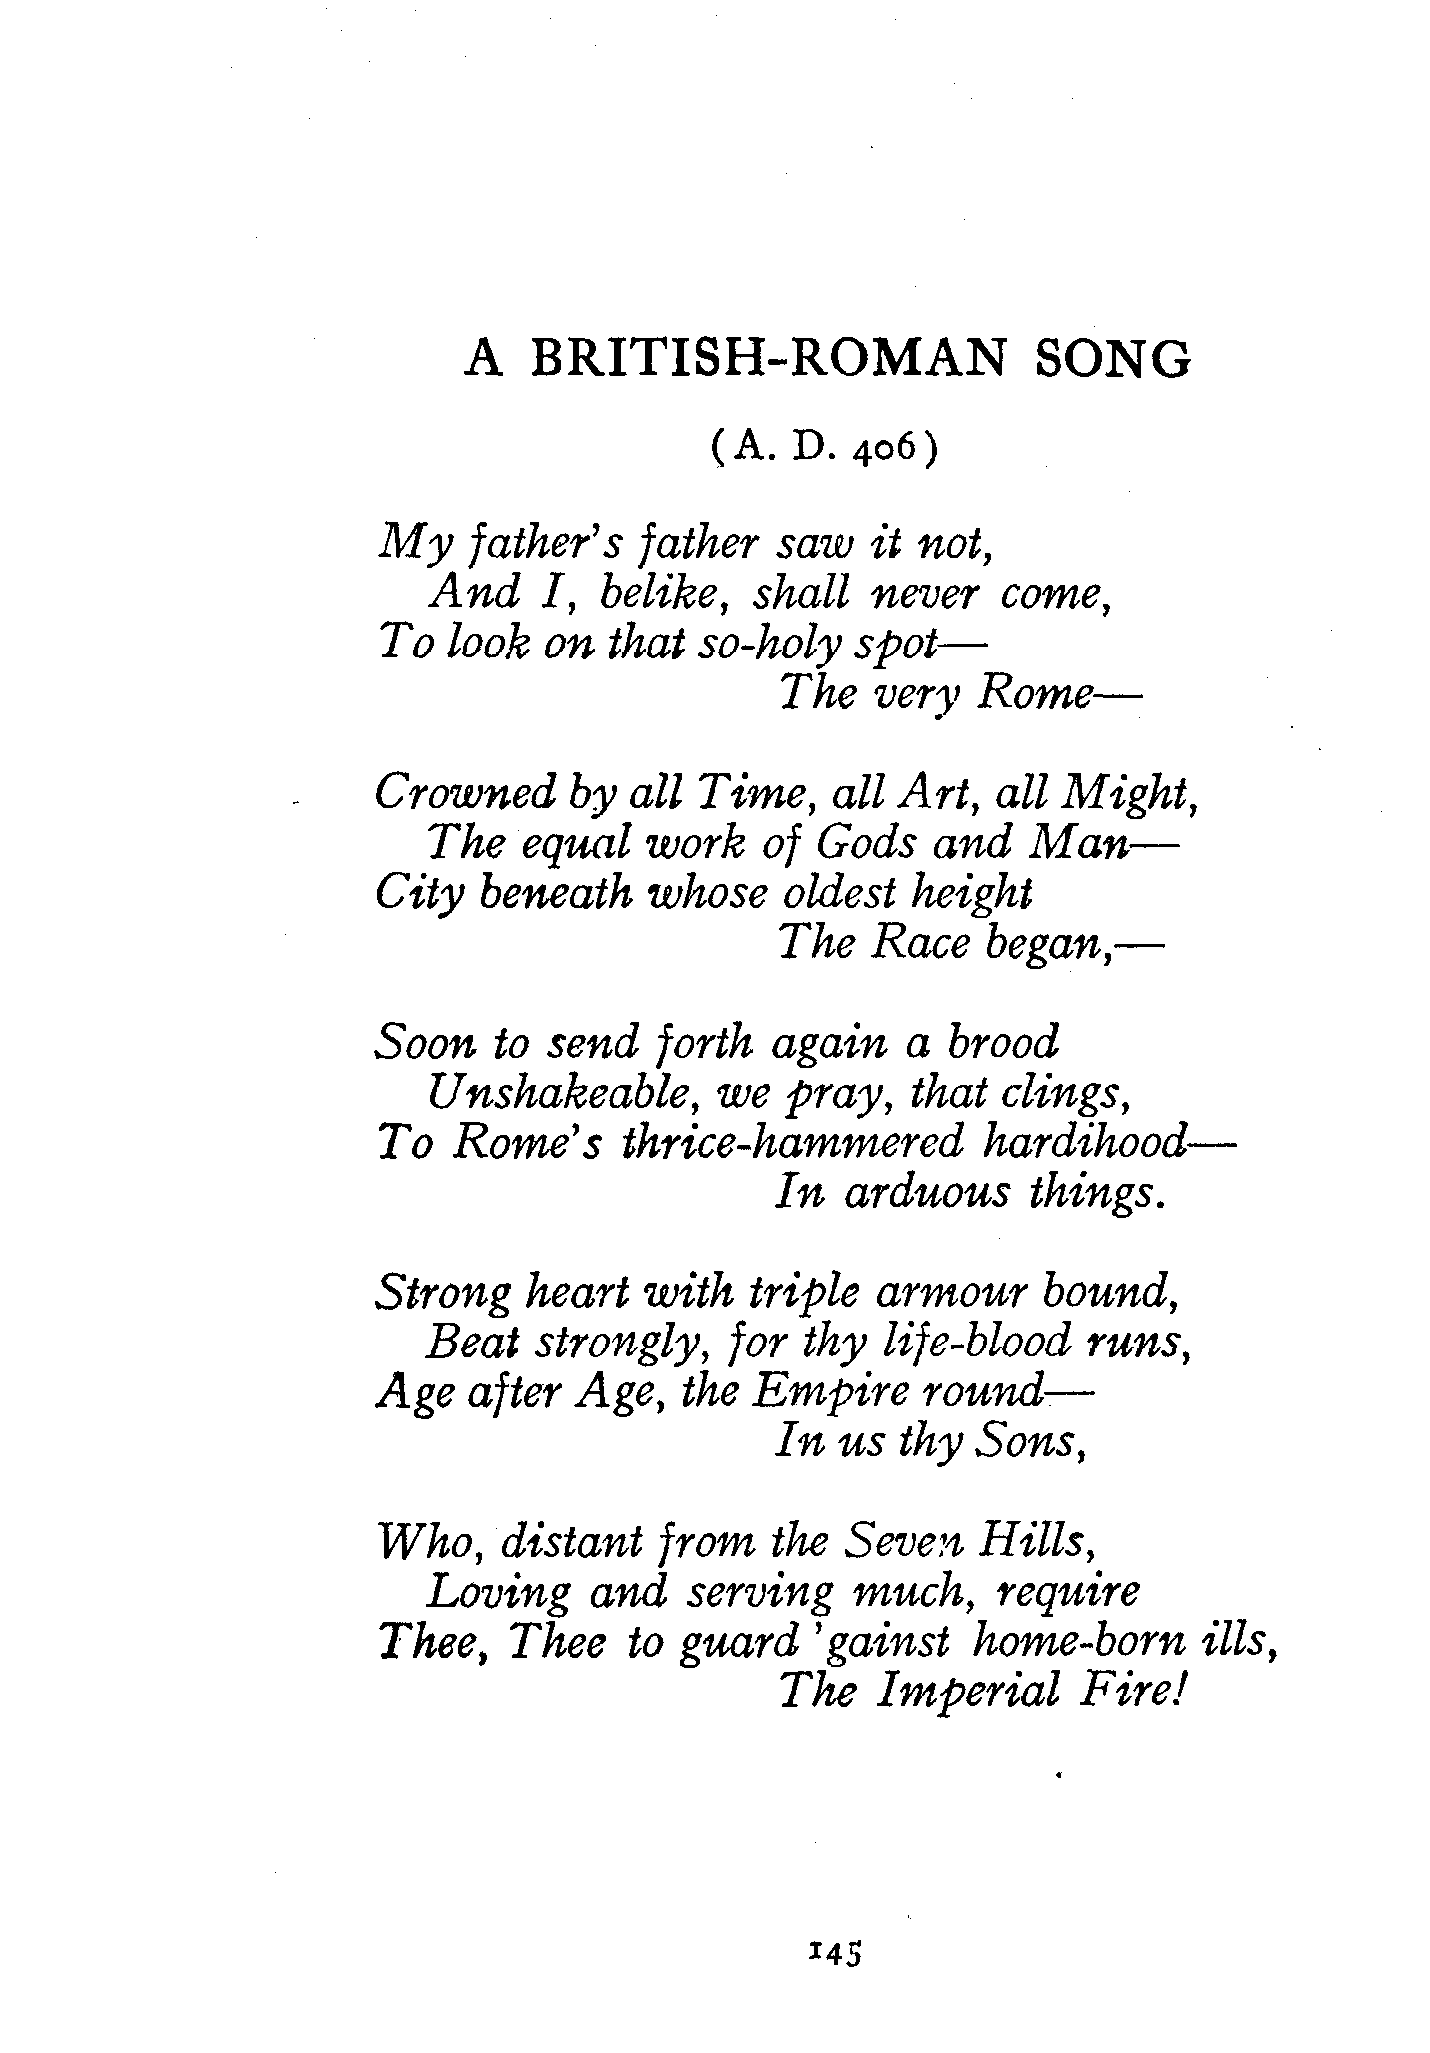 A BRITISH-ROMAN SONG
(A. D. 406)
My father's father saw it not,
And I, belike, shall never come,
To look on that so-holy spot—
The very Rome—
Crowned by all Time, all Art, all Might,
The equal work of Gods and Man—
City beneath whose oldest height
The Race began,—
Soon to send forth again a brood
Unshakeable, we pray, that clings,
To Rome's thrice-hammered hardihood—
In arduous things.
Strong heart with triple armour bound,
Beat strongly, for thy life-blood runs,
Age after Age, the Empire round—
In us thy Sons,
Who, distant from the Seven Hills,
Loving and serving much, require
Thee, Thee to guard 'gainst home-born ills,
The Imperial Fire!
145